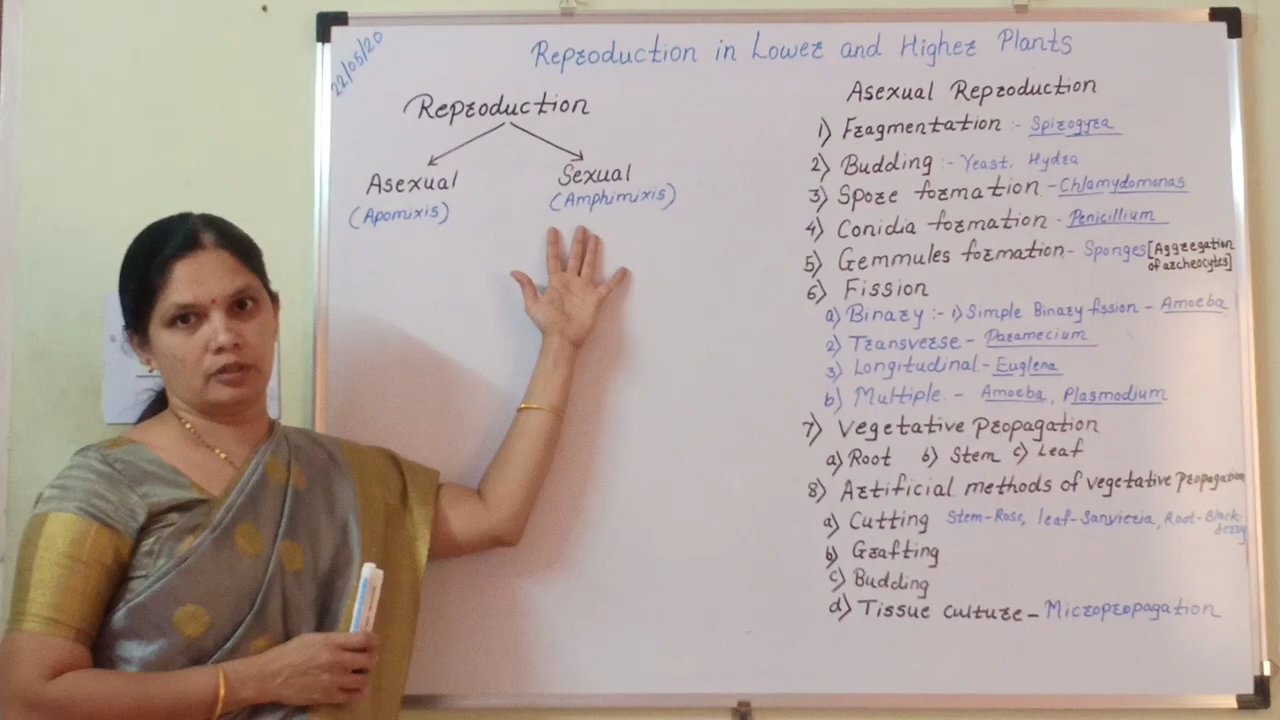 22/05/20
Reproduction in Lower and Higher Plants
Reproduction
Asexual
(Apomixis)
Sexual
(Amphimixis)
Asexual Reproduction
1) Fragmentation :- Spirogyra
2) Budding :- Yeast, Hydra
3) Spore formation - Chlamydomonas
4) Conidia formation - Penicillium
5) Gemmules formation - Sponges [Aggregation
of archeocytes]
6) Fission
a) Binary :- 1) Simple Binary fission - Amoeba
2) Transverse - Paramecium
3) Longitudinal - Euglena
b) Multiple - Amoeba, Plasmodium
7) Vegetative Propagation
a) Root b) Stem c) Leaf
8) Artificial methods of vegetative propagation
a) Cutting Stem-Rose, leaf-Sanviria, Root-Black
berry
b) Grafting
c) Budding
d) Tissue culture - Micropropagation